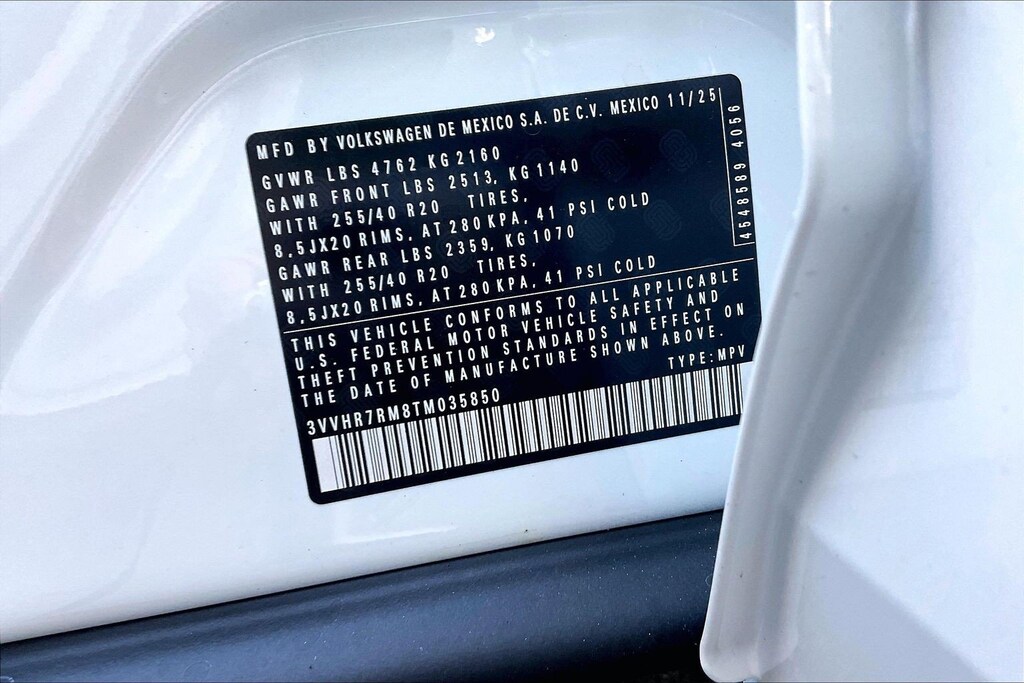 MFD BY VOLKSWAGEN DE MEXICO S.A. DE C.V. MEXICO 11/25
GVWR LBS 4762 KG 2160
GAWR FRONT LBS 2513, KG 1140
WITH 255/40 R20 TIRES,
8,5JX20 RIMS, AT 280 KPA, 41 PSI COLD
GAWR REAR LBS 2359, KG 1070
WITH 255/40 R20 TIRES,
8,5JX20 RIMS, AT 280 KPA, 41 PSI COLD
4548589 4056
THIS VEHICLE CONFORMS TO ALL APPLICABLE
U.S. FEDERAL MOTOR VEHICLE SAFETY AND
THEFT PREVENTION STANDARDS IN EFFECT ON
THE DATE OF MANUFACTURE SHOWN ABOVE.
TYPE: MPV
3VVHR7RM8TM035850